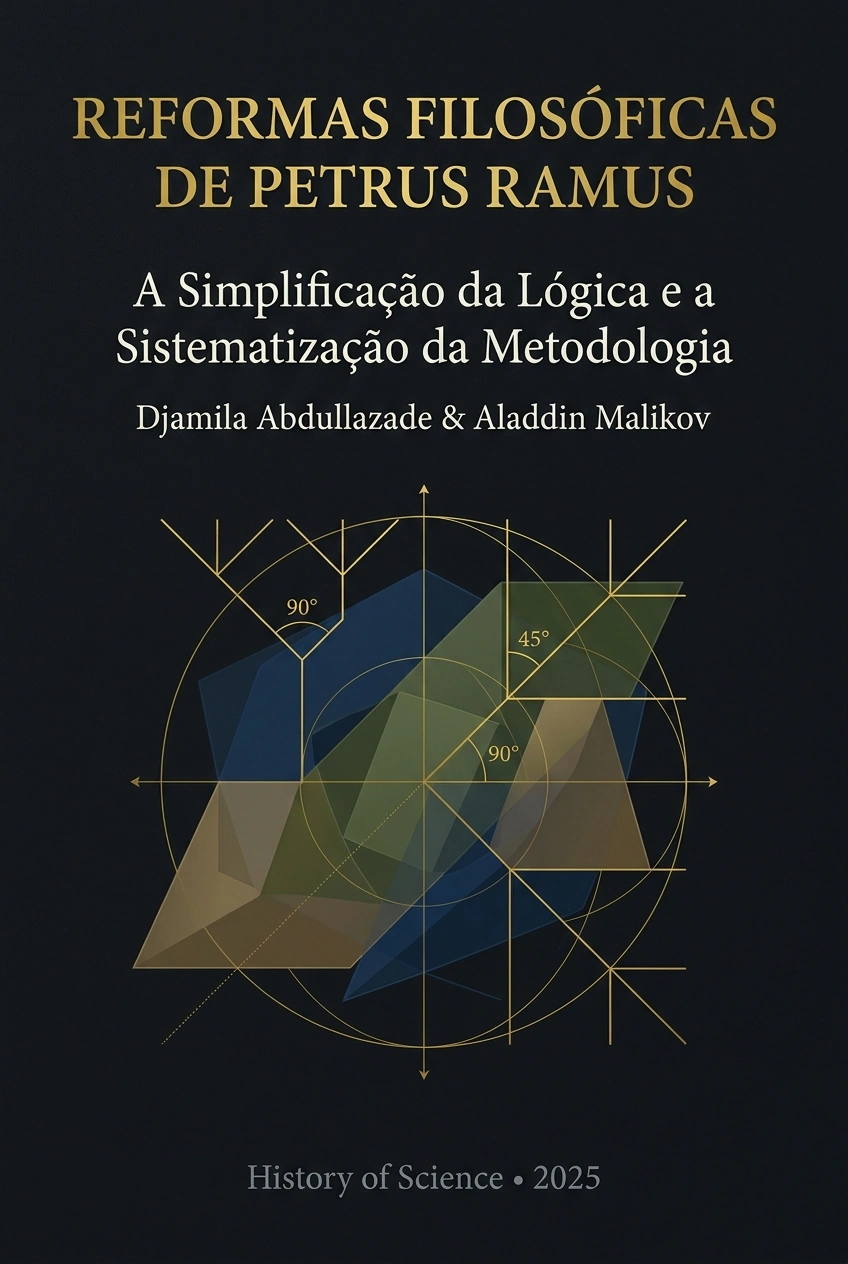 REFORMAS FILOSÓFICAS
DE PETRUS RAMUS
A Simplificação da Lógica e a
Sistematização da Metodologia
Djamila Abdullazade & Aladdin Malikov
90°
45°
90°
History of Science • 2025